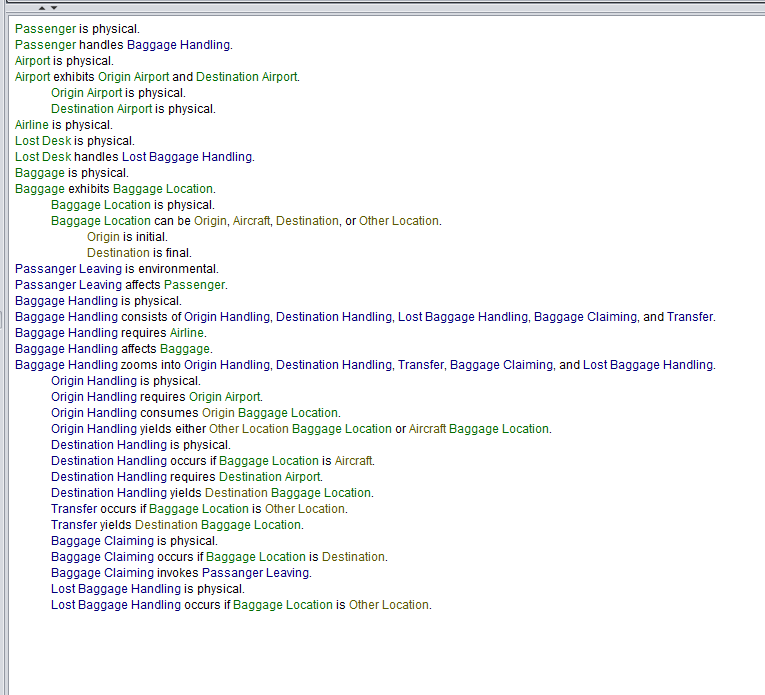 Passenger is physical.
Passenger handles Baggage Handling.
Airport is physical.
Airport exhibits Origin Airport and Destination Airport.
Origin Airport is physical.
Destination Airport is physical.
Airline is physical.
Lost Desk is physical.
Lost Desk handles Lost Baggage Handling.
Baggage is physical.
Baggage exhibits Baggage Location.
Baggage Location is physical.
Baggage Location can be Origin, Aircraft, Destination, or Other Location.
Origin is initial.
Destination is final.
Passanger Leaving is environmental.
Passanger Leaving affects Passenger.
Baggage Handling is physical.
Baggage Handling consists of Origin Handling, Destination Handling, Lost Baggage Handling, Baggage Claiming, and Transfer.
Baggage Handling requires Airline.
Baggage Handling affects Baggage.
Baggage Handling zooms into Origin Handling, Destination Handling, Transfer, Baggage Claiming, and Lost Baggage Handling.
Origin Handling is physical.
Origin Handling requires Origin Airport.
Origin Handling consumes Origin Baggage Location.
Origin Handling yields either Other Location Baggage Location or Aircraft Baggage Location.
Destination Handling is physical.
Destination Handling occurs if Baggage Location is Aircraft.
Destination Handling requires Destination Airport.
Destination Handling yields Destination Baggage Location.
Transfer occurs if Baggage Location is Other Location.
Transfer yields Destination Baggage Location.
Baggage Claiming is physical.
Baggage Claiming occurs if Baggage Location is Destination.
Baggage Claiming invokes Passanger Leaving.
Lost Baggage Handling is physical.
Lost Baggage Handling occurs if Baggage Location is Other Location.